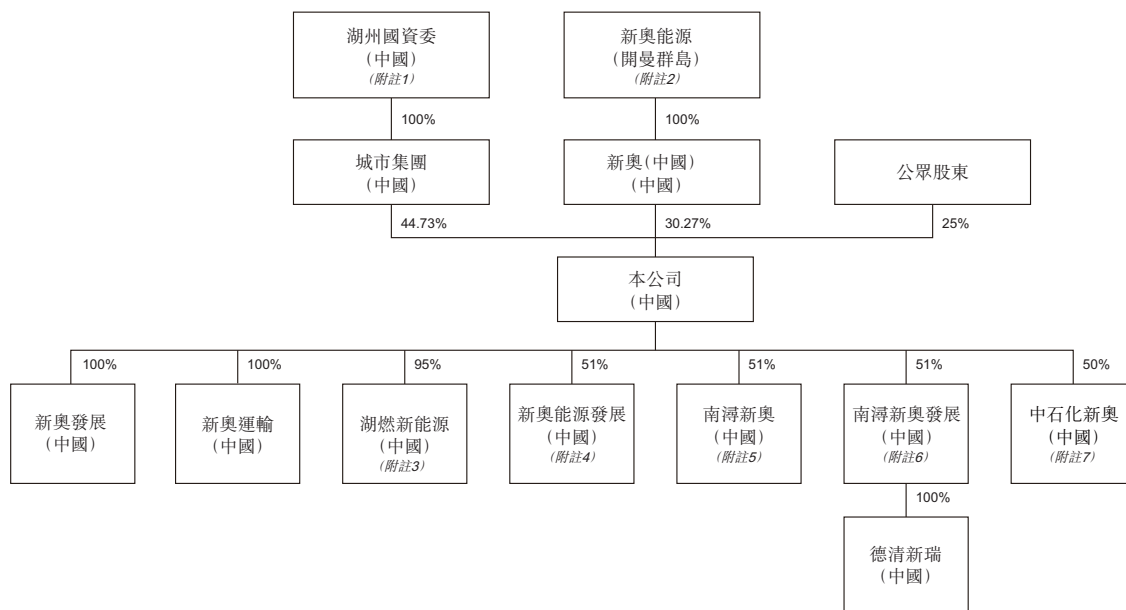 湖州國資委
(中國)
(附註1)
新奧能源
(開曼群島)
(附註2)
100%
100%
城市集團
(中國)
新奧(中國)
(中國)
公眾股東
44.73%
30.27%
25%
本公司
(中國)
100%
100%
95%
51%
51%
51%
50%
新奧發展
(中國)
新奧運輸
(中國)
湖燃新能源
(中國)
(附註3)
新奧能源發展
(中國)
(附註4)
南潯新奧
(中國)
(附註5)
南潯新奧發展
(中國)
(附註6)
中石化新奧
(中國)
(附註7)
100%
德清新瑞
(中國)